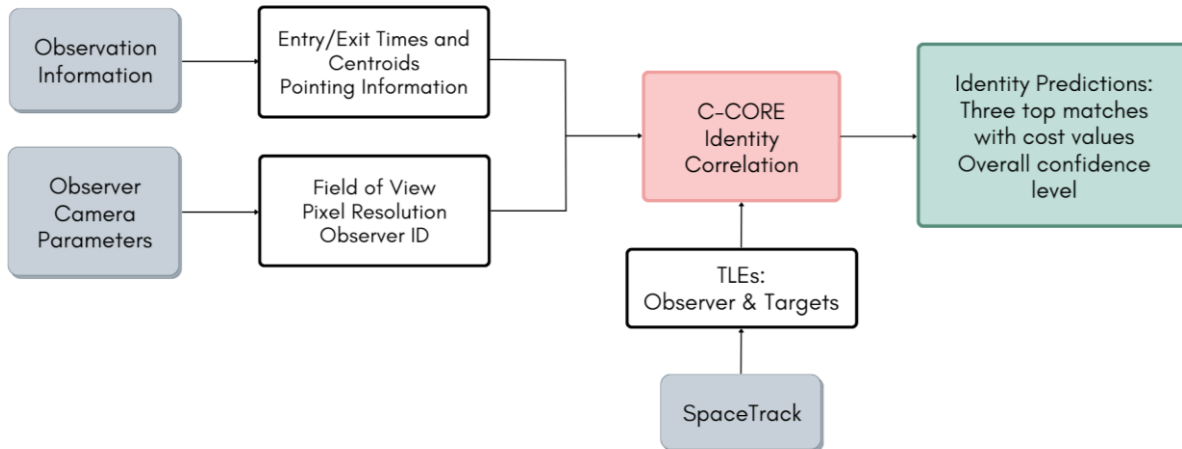 Observation
Information
Entry/Exit Times and
Centroids
Pointing Information
Observer
Camera
Parameters
Field of View
Pixel Resolution
Observer ID
C-CORE
Identity
Correlation
Identity Predictions:
Three top matches
with cost values
Overall confidence
level
TLEs:
Observer & Targets
SpaceTrack